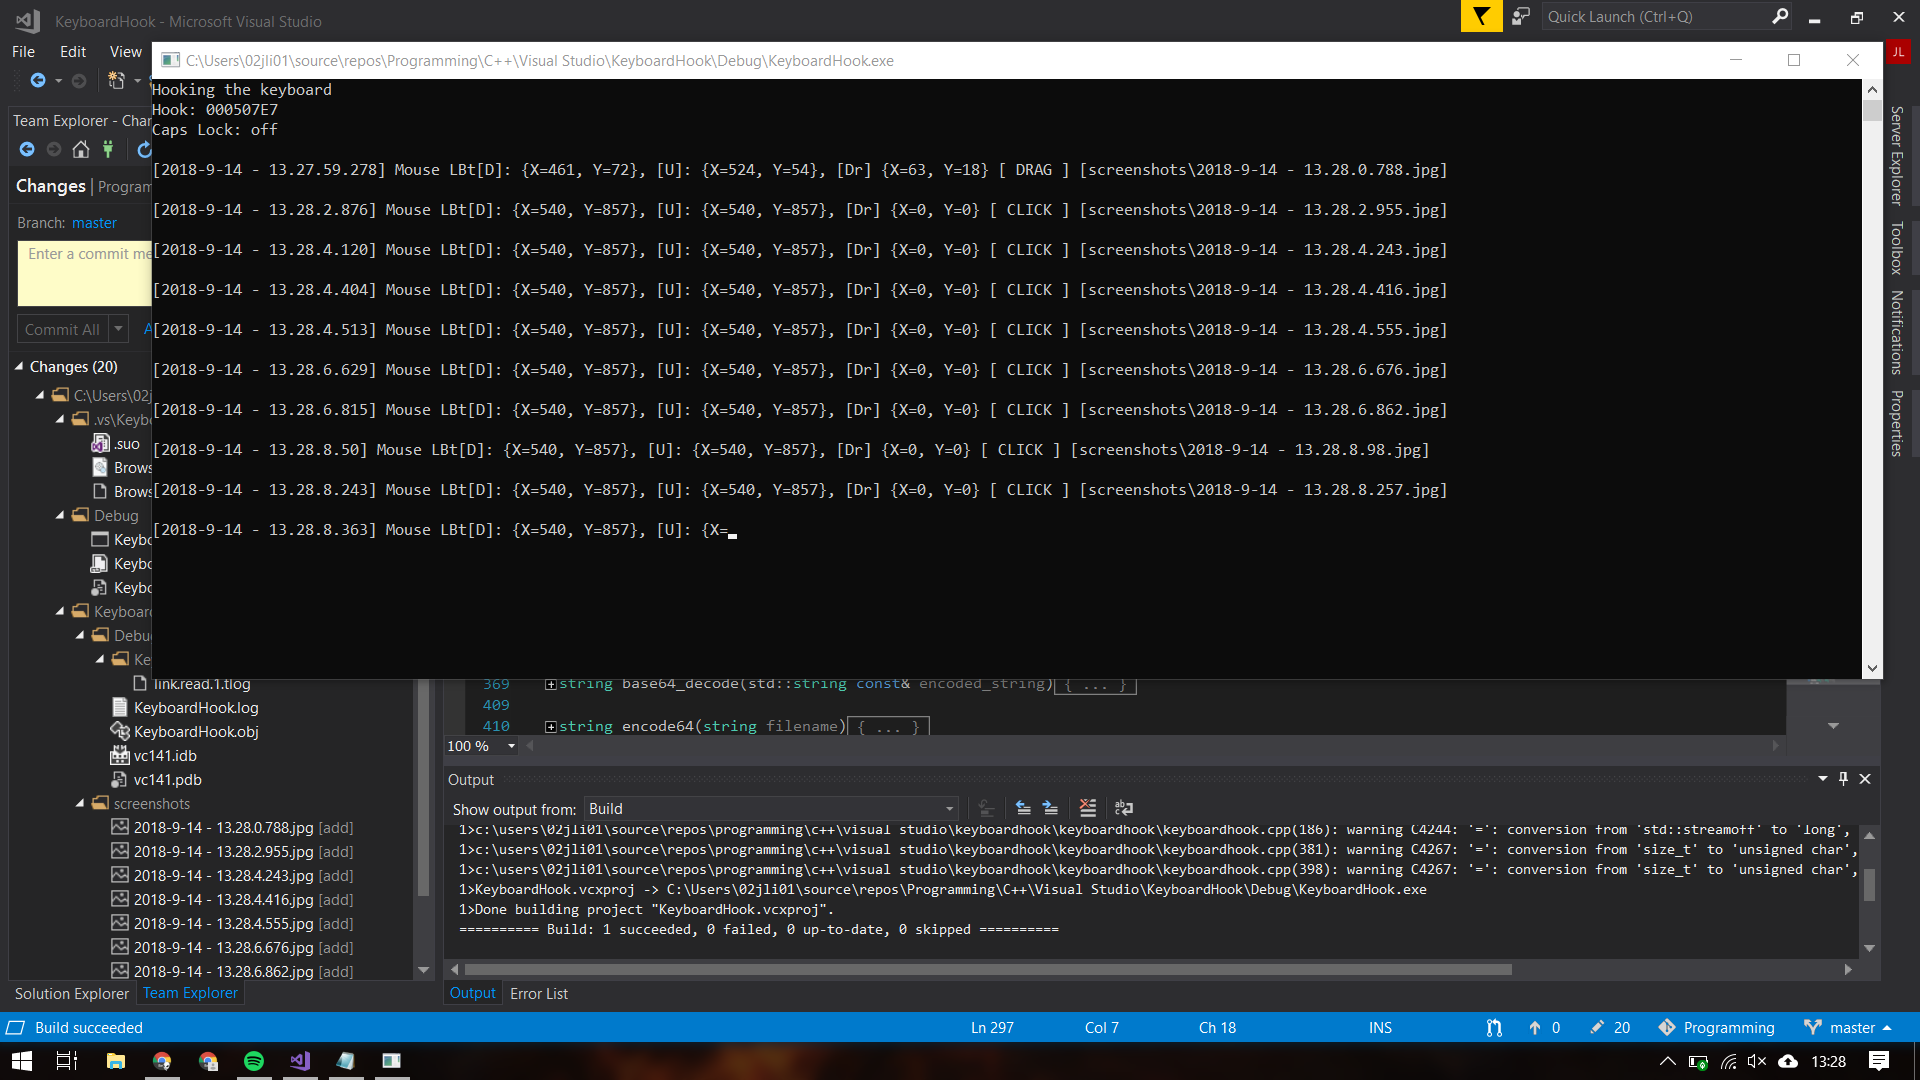 KeyboardHook - Microsoft Visual Studio
Quick Launch (Ctrl+Q)
File Edit View
JL
C:\Users\02jli01\source\repos\Programming\C++\Visual Studio\KeyboardHook\Debug\KeyboardHook.exe
Hooking the keyboard
Hook: 000507E7
Caps Lock: off
[2018-9-14 - 13.27.59.278] Mouse LBt[D]: {X=461, Y=72}, [U]: {X=524, Y=54}, [Dr] {X=63, Y=18} [ DRAG ] [screenshots\2018-9-14 - 13.28.0.788.jpg]
[2018-9-14 - 13.28.2.876] Mouse LBt[D]: {X=540, Y=857}, [U]: {X=540, Y=857}, [Dr] {X=0, Y=0} [ CLICK ] [screenshots\2018-9-14 - 13.28.2.955.jpg]
[2018-9-14 - 13.28.4.120] Mouse LBt[D]: {X=540, Y=857}, [U]: {X=540, Y=857}, [Dr] {X=0, Y=0} [ CLICK ] [screenshots\2018-9-14 - 13.28.4.243.jpg]
[2018-9-14 - 13.28.4.404] Mouse LBt[D]: {X=540, Y=857}, [U]: {X=540, Y=857}, [Dr] {X=0, Y=0} [ CLICK ] [screenshots\2018-9-14 - 13.28.4.416.jpg]
[2018-9-14 - 13.28.4.513] Mouse LBt[D]: {X=540, Y=857}, [U]: {X=540, Y=857}, [Dr] {X=0, Y=0} [ CLICK ] [screenshots\2018-9-14 - 13.28.4.555.jpg]
[2018-9-14 - 13.28.6.629] Mouse LBt[D]: {X=540, Y=857}, [U]: {X=540, Y=857}, [Dr] {X=0, Y=0} [ CLICK ] [screenshots\2018-9-14 - 13.28.6.676.jpg]
[2018-9-14 - 13.28.6.815] Mouse LBt[D]: {X=540, Y=857}, [U]: {X=540, Y=857}, [Dr] {X=0, Y=0} [ CLICK ] [screenshots\2018-9-14 - 13.28.6.862.jpg]
[2018-9-14 - 13.28.8.50] Mouse LBt[D]: {X=540, Y=857}, [U]: {X=540, Y=857}, [Dr] {X=0, Y=0} [ CLICK ] [screenshots\2018-9-14 - 13.28.8.98.jpg]
[2018-9-14 - 13.28.8.243] Mouse LBt[D]: {X=540, Y=857}, [U]: {X=540, Y=857}, [Dr] {X=0, Y=0} [ CLICK ] [screenshots\2018-9-14 - 13.28.8.257.jpg]
[2018-9-14 - 13.28.8.363] Mouse LBt[D]: {X=540, Y=857}, [U]: {X=
Team Explorer - Chan
Changes | Program
Branch: master
Enter a commit me
Commit All
A
Changes (20)
C:\Users\02j
.vs\Keyb
.suo
Brows
Brows
Debug
Keybo
Keybo
Keybo
Keyboard
Debu
Ke
link.read.1.tlog
KeyboardHook.log
KeyboardHook.obj
vc141.idb
vc141.pdb
screenshots
2018-9-14 - 13.28.0.788.jpg [add]
2018-9-14 - 13.28.2.955.jpg [add]
2018-9-14 - 13.28.4.243.jpg [add]
2018-9-14 - 13.28.4.416.jpg [add]
2018-9-14 - 13.28.4.555.jpg [add]
2018-9-14 - 13.28.6.676.jpg [add]
2018-9-14 - 13.28.6.862.jpg [add]
Solution Explorer Team Explorer
369 string base64_decode(std::string const& encoded_string){ ... }
409
410 string encode64(string filename){ ... }
100 %
Output
Show output from: Build
1>c:\users\02jli01\source\repos\programming\c++\visual studio\keyboardhook\keyboardhook\keyboardhook.cpp(186): warning C4244: '=': conversion from 'std::streamoff' to 'long',
1>c:\users\02jli01\source\repos\programming\c++\visual studio\keyboardhook\keyboardhook\keyboardhook.cpp(381): warning C4267: '=': conversion from 'size_t' to 'unsigned char',
1>c:\users\02jli01\source\repos\programming\c++\visual studio\keyboardhook\keyboardhook\keyboardhook.cpp(398): warning C4267: '=': conversion from 'size_t' to 'unsigned char',
1>KeyboardHook.vcxproj -> C:\Users\02jli01\source\repos\Programming\C++\Visual Studio\KeyboardHook\Debug\KeyboardHook.exe
1>Done building project "KeyboardHook.vcxproj".
========== Build: 1 succeeded, 0 failed, 0 up-to-date, 0 skipped ==========
Output Error List
Server Explorer
Toolbox
Notifications
Properties
Build succeeded
Ln 297
Col 7
Ch 18
INS
0
20
Programming
master
13:28